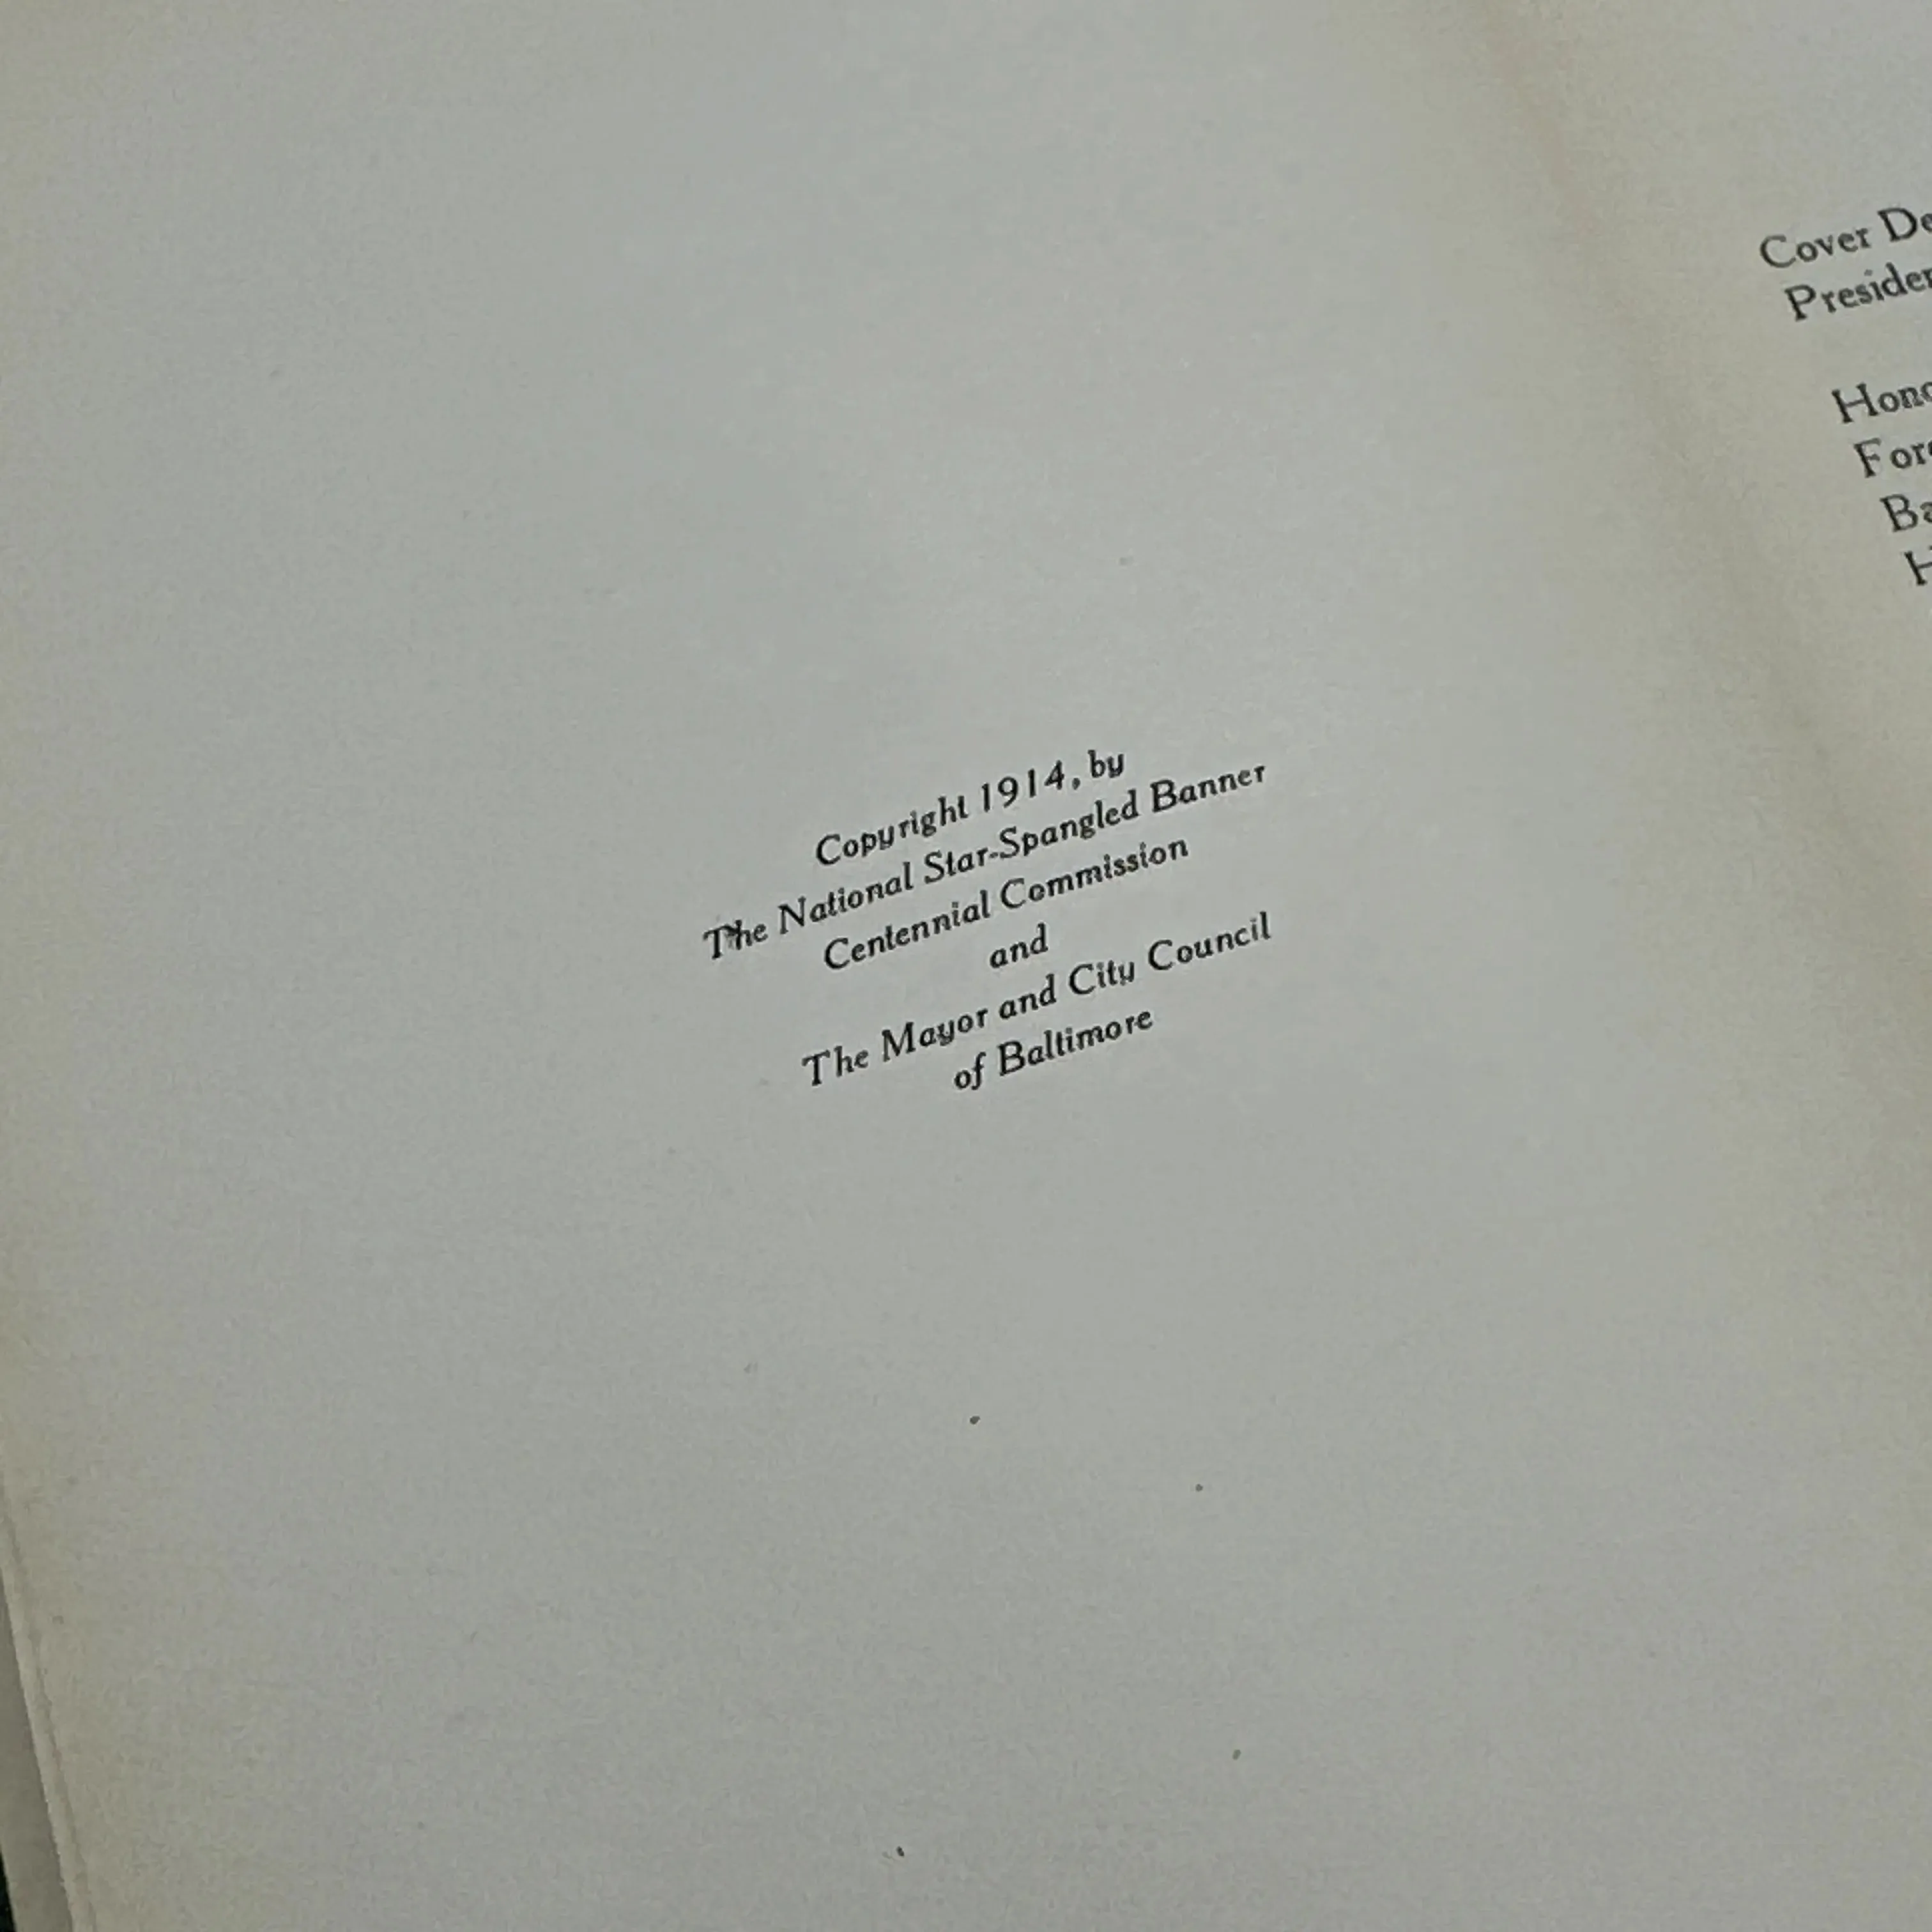 Copyright 1914, by
The National Star-Spangled Banner
Centennial Commission
and
The Mayor and City Council
of Baltimore
Cover